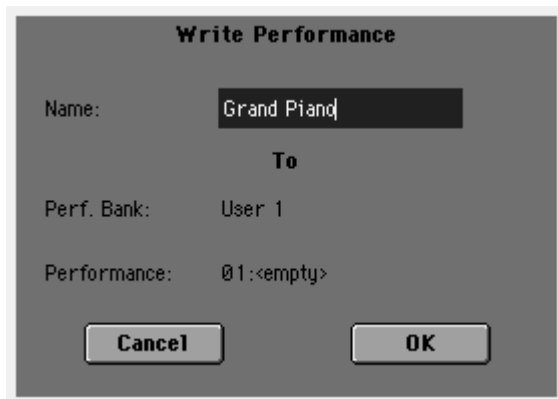 Write Performance
Name: Grand Piano
To
Perf. Bank: User 1
Performance: 01:<empty>
Cancel OK